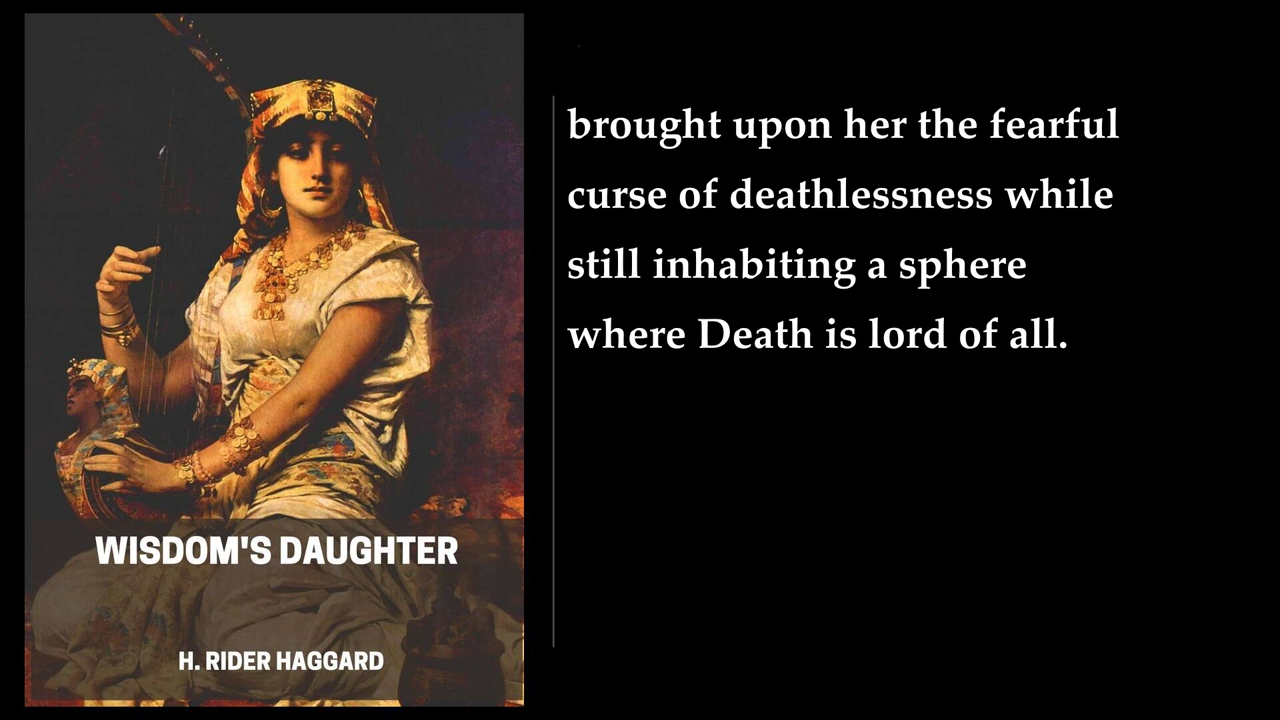 WISDOM'S DAUGHTER
H. RIDER HAGGARD
brought upon her the fearful
curse of deathlessness while
still inhabiting a sphere
where Death is lord of all.